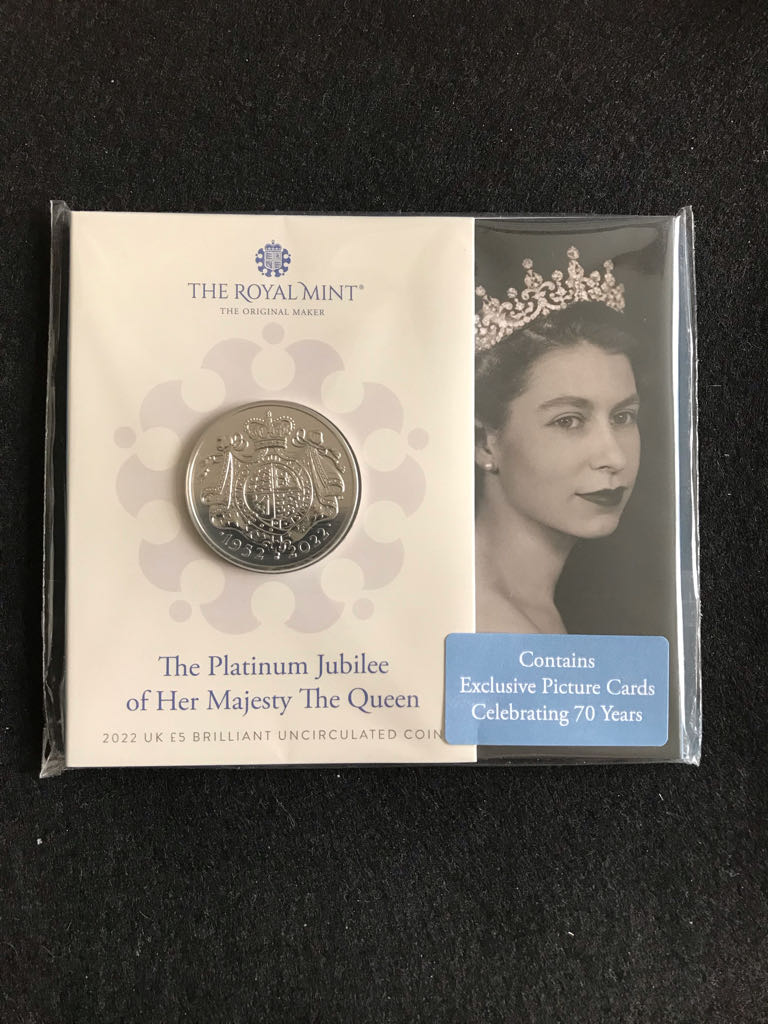 THE ROYAL MINT®
THE ORIGINAL MAKER
1952 2022
The Platinum Jubilee
of Her Majesty The Queen
2022 UK £5 BRILLIANT UNCIRCULATED COIN
Contains
Exclusive Picture Cards
Celebrating 70 Years